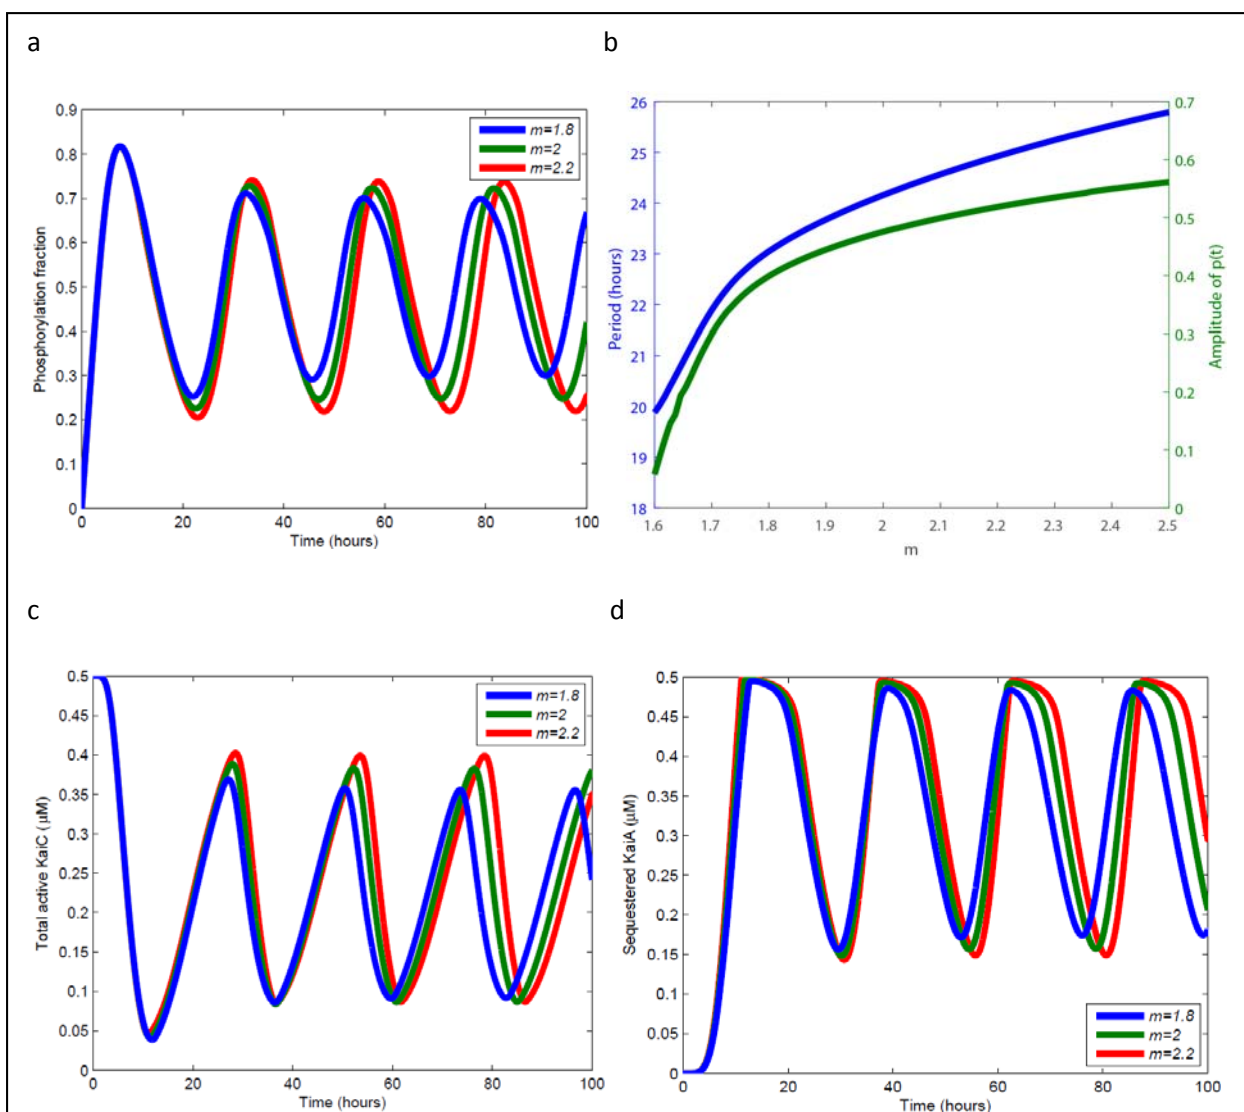 a
0.9
0.8
0.7
0.6
0.5
0.4
0.3
0.2
0.1
0
Phosphorylation fraction
m=1.8
m=2
m=2.2
0 20 40 60 80 100
Time (hours)
b
26
25
24
23
22
21
20
19
18
Period (hours)
0.7
0.6
0.5
0.4
0.3
0.2
0.1
0
Amplitude of p(t)
1.6 1.7 1.8 1.9 2 2.1 2.2 2.3 2.4 2.5
m
c
0.5
0.45
0.4
0.35
0.3
0.25
0.2
0.15
0.1
0.05
0
Total active KaiC (μM)
m=1.8
m=2
m=2.2
0 20 40 60 80 100
Time (hours)
d
0.5
0.45
0.4
0.35
0.3
0.25
0.2
0.15
0.1
0.05
0
Sequestered KaiA (μM)
m=1.8
m=2
m=2.2
0 20 40 60 80 100
Time (hours)